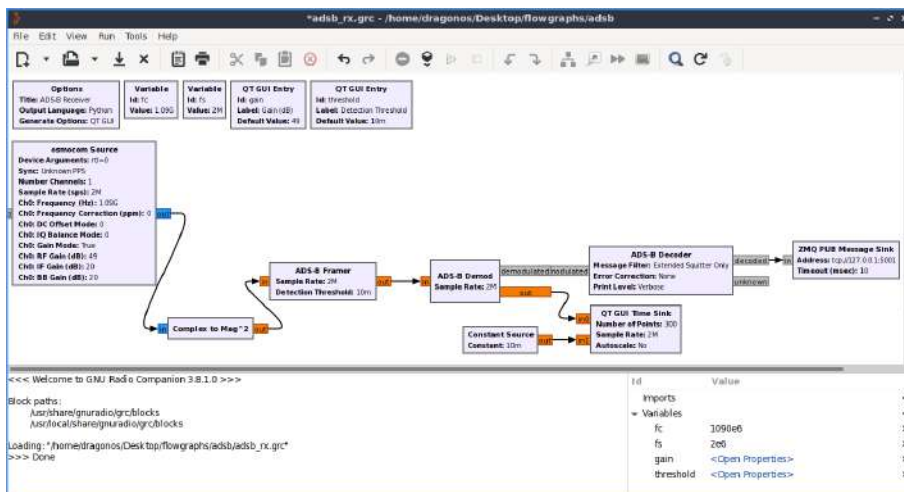 *adsb_rx.grc - /home/dragonos/Desktop/flowgraphs/adsb
File Edit View Run Tools Help
Options
Title: ADS-B Receiver
Output Language: Python
Generate Options: QT GUI
Variable
Id: fc
Value: 1.09G
Variable
Id: fs
Value: 2M
QT GUI Entry
Id: gain
Label: Gain (dB)
Default Value: 49
QT GUI Entry
Id: threshold
Label: Detection Threshold
Default Value: 10m
osmocom Source
Device Arguments: rtl=0
Sync: Unknown PPS
Number Channels: 1
Sample Rate (sps): 2M
Ch0: Frequency (Hz): 1.09G
Ch0: Frequency Correction (ppm): 0
Ch0: DC Offset Mode: 0
Ch0: IQ Balance Mode: 0
Ch0: Gain Mode: True
Ch0: RF Gain (dB): 49
Ch0: IF Gain (dB): 20
Ch0: BB Gain (dB): 20
out
in
Complex to Mag^2
out
in
ADS-B Framer
Sample Rate: 2M
Detection Threshold: 10m
out
in
ADS-B Demod
Sample Rate: 2M
demodulated
out
ADS-B Decoder
Message Filter: Extended Squitter Only
Error Correction: None
Print Level: Verbose
decoded
unknown
in
ZMQ PUB Message Sink
Address: tcp://127.0.0.1:5001
Timeout (msec): 10
Constant Source
Constant: 10m
out
in0
in1
QT GUI Time Sink
Number of Points: 300
Sample Rate: 2M
Autoscale: No
<<< Welcome to GNU Radio Companion 3.8.1.0 >>>
Block paths:
/usr/share/gnuradio/grc/blocks
/usr/local/share/gnuradio/grc/blocks
Loading: "/home/dragonos/Desktop/flowgraphs/adsb/adsb_rx.grc"
>>> Done
Id Value
Imports
Variables
fc 1090e6
fs 2e6
gain <Open Properties>
threshold <Open Properties>